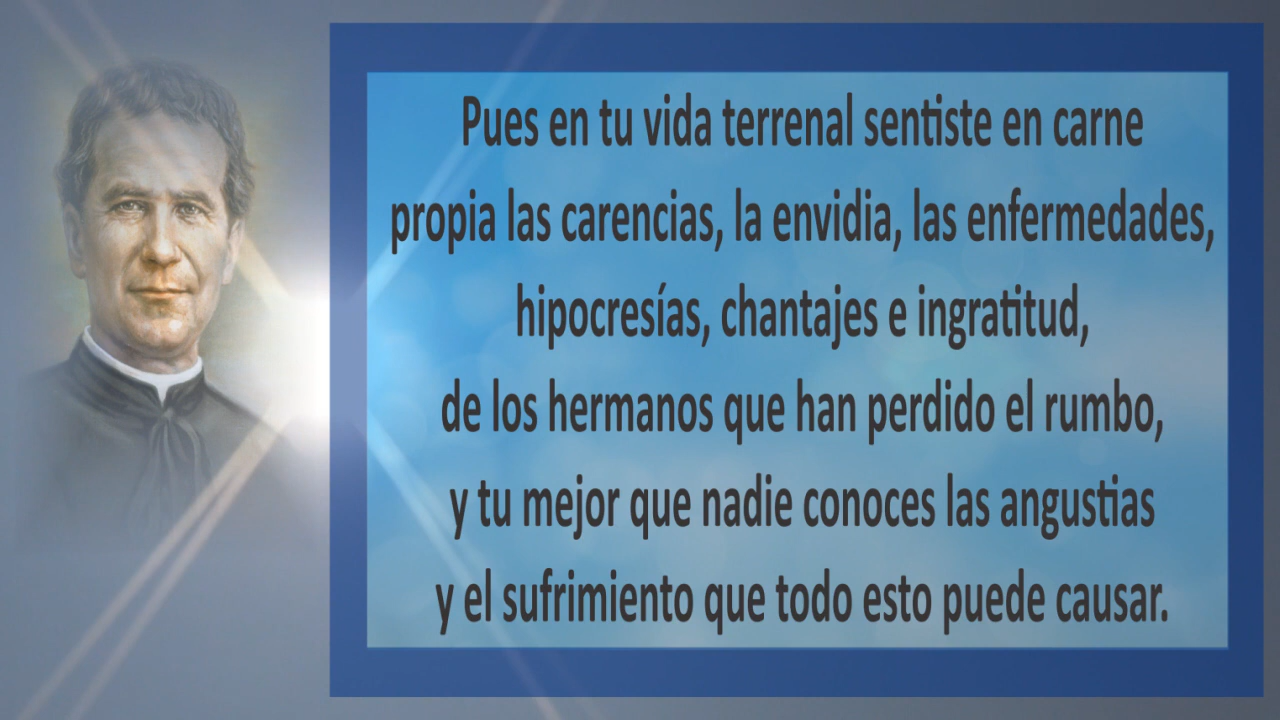 Pues en tu vida terrenal sentiste en carne
propia las carencias, la envidia, las enfermedades,
hipocresías, chantajes e ingratitud,
de los hermanos que han perdido el rumbo,
y tu mejor que nadie conoces las angustias
y el sufrimiento que todo esto puede causar.